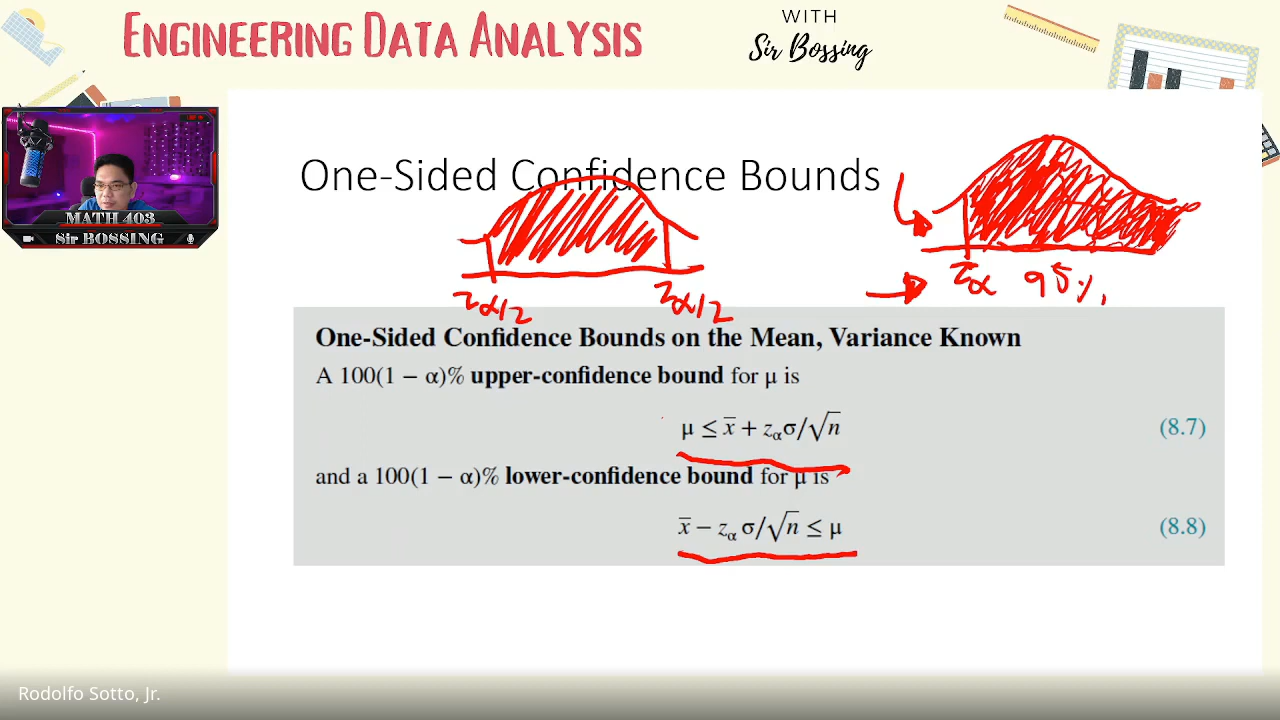 ENGINEERING DATA ANALYSIS
WITH
Sir Bossing
MATH 403
Sir BOSSING
One-Sided Confidence Bounds
zα/2
zα/2
zα
95%
One-Sided Confidence Bounds on the Mean, Variance Known
A 100(1 − α)% upper-confidence bound for μ is
μ ≤ x̅ + zασ/√n (8.7)
and a 100(1 − α)% lower-confidence bound for μ is
x̅ − zα σ/√n ≤ μ (8.8)
Rodolfo Sotto, Jr.